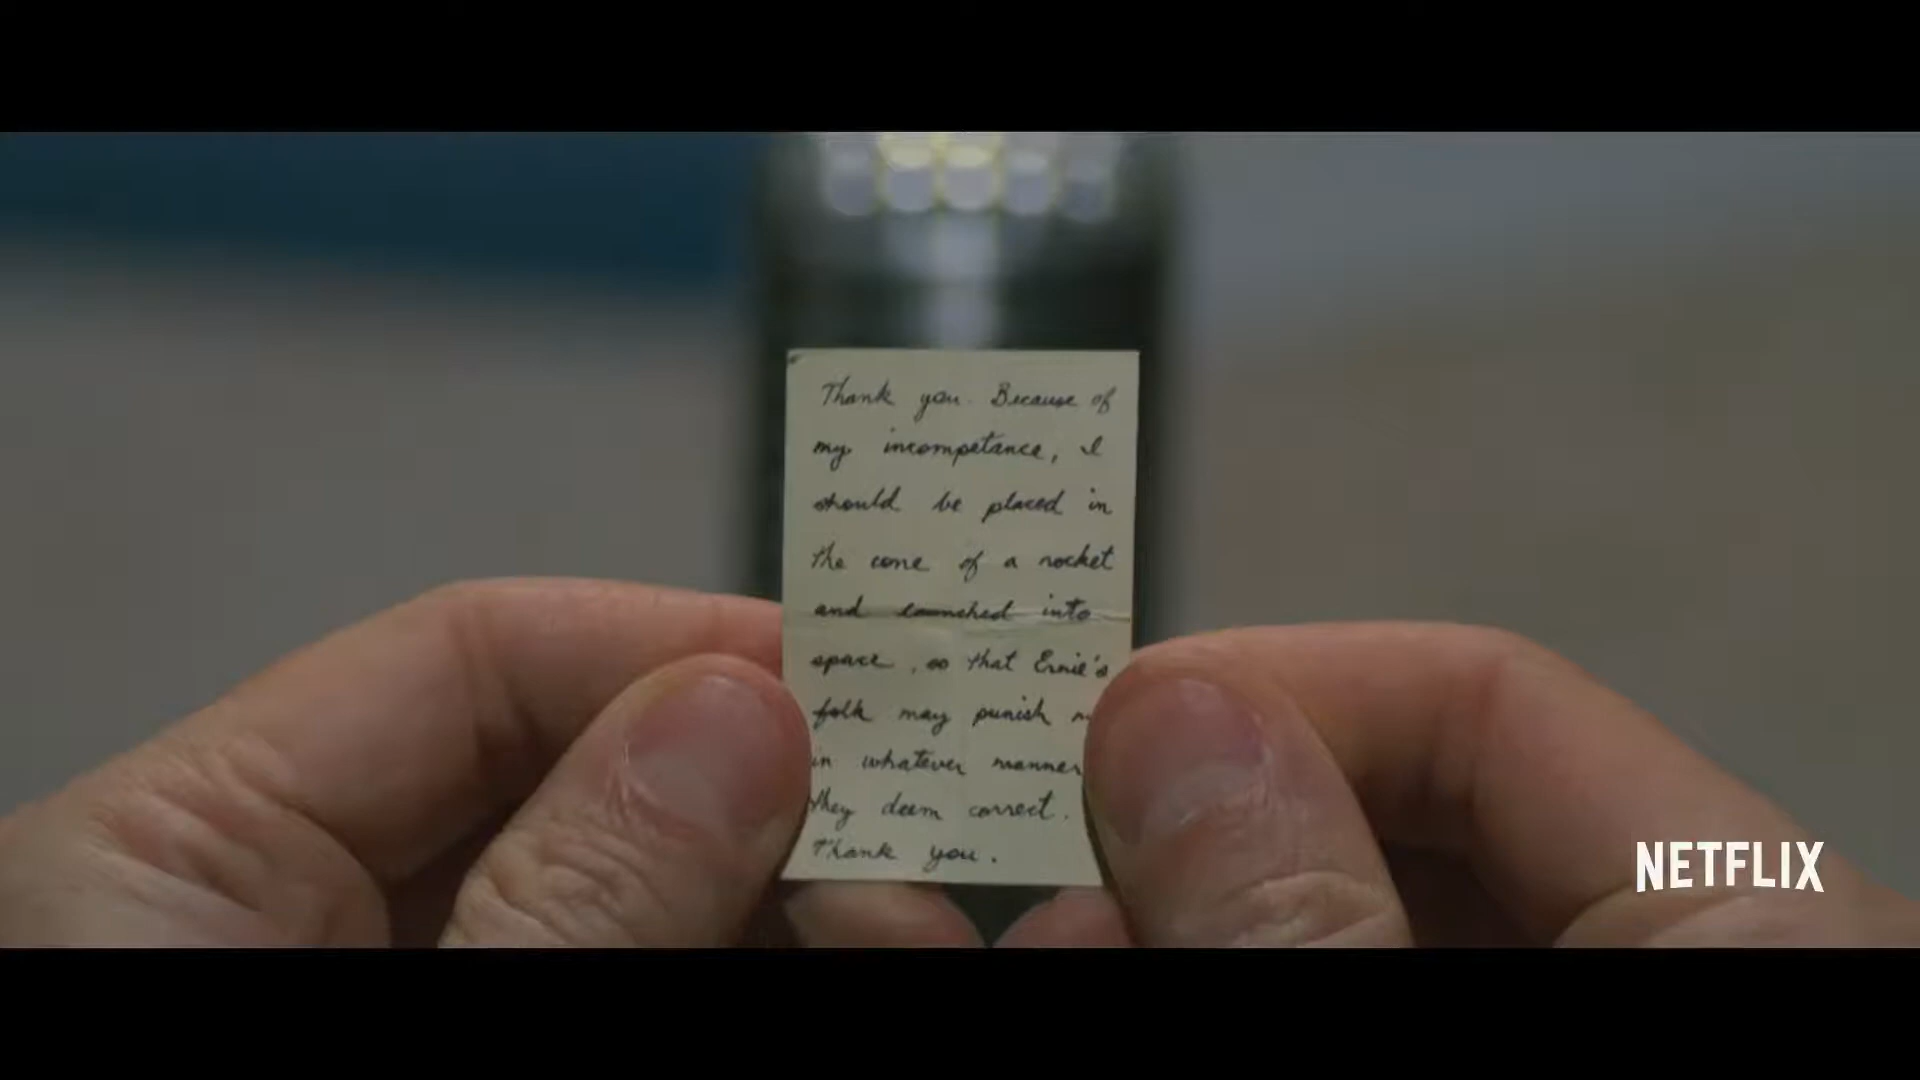 Thank you. Because of
my incompetance, I
should be placed in
the cone of a rocket
and launched into
space, so that Ernie's
folk may punish
in whatever manner
they deem correct.
Thank you.
NETFLIX